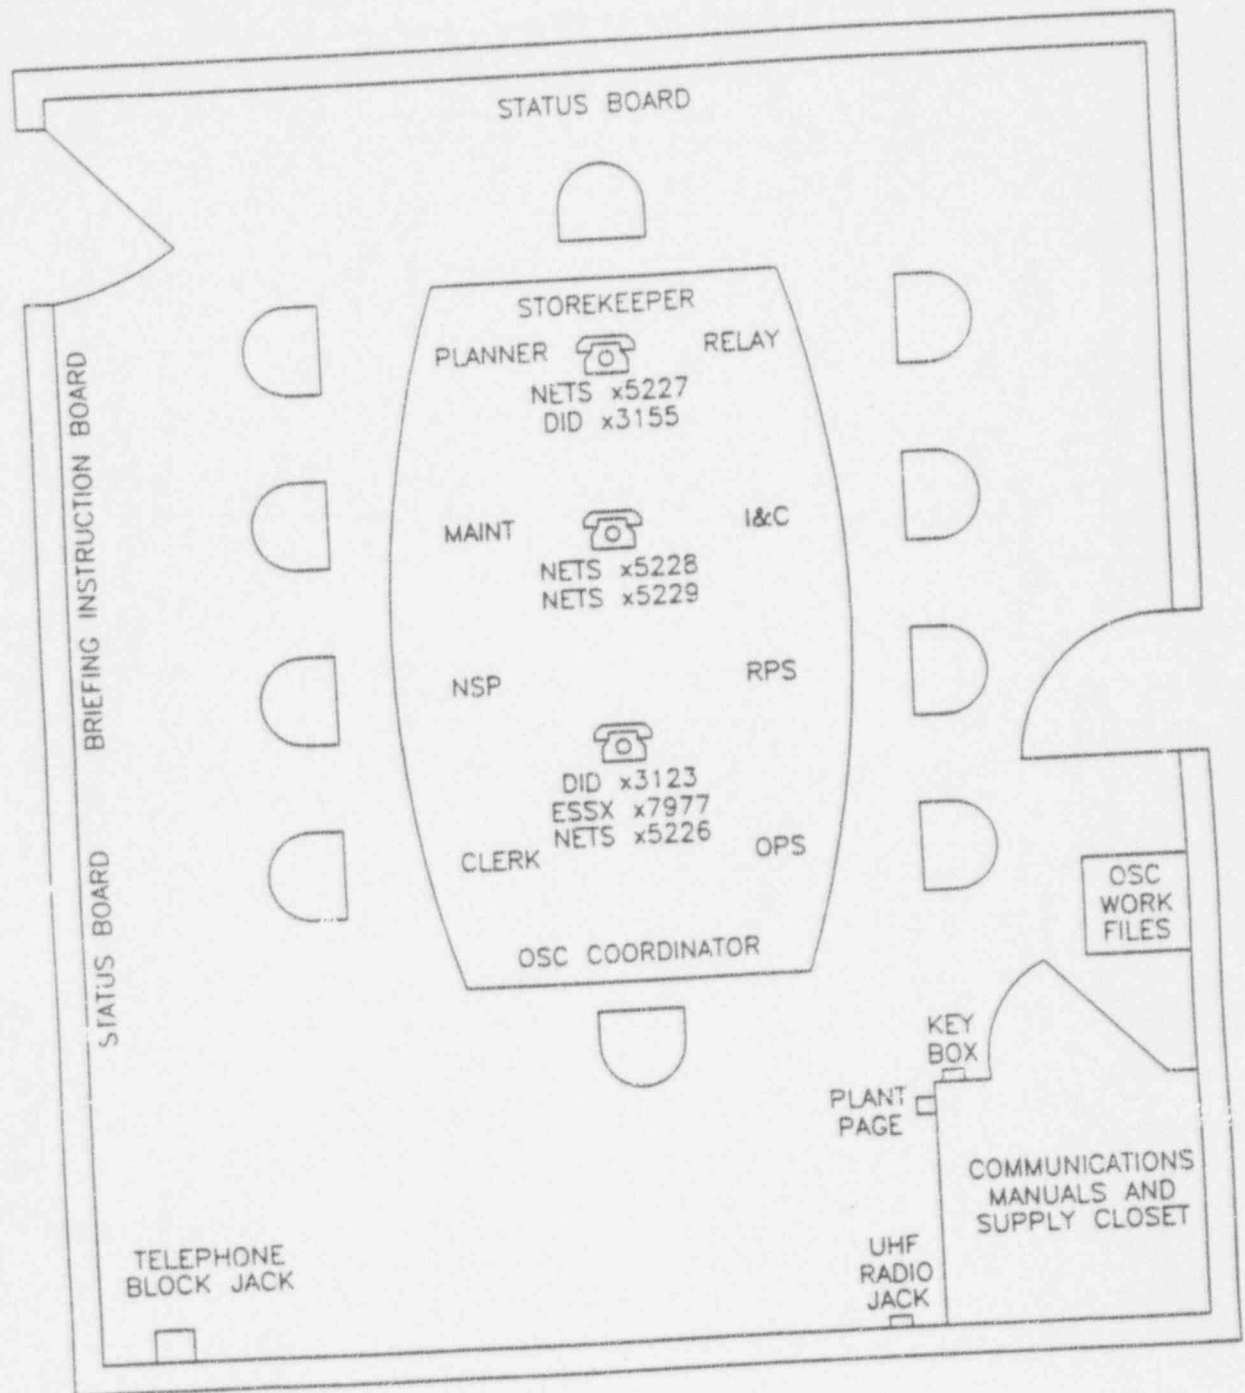 STATUS BOARD
STOREKEEPER
PLANNER
RELAY
NETS x5227
DID x3155
BRIEFING INSTRUCTION BOARD
MAINT
I&C
NETS x5228
NETS x5229
NSP
RPS
DID x3123
ESSX x7977
NETS x5226
CLERK
OPS
STATUS BOARD
OSC
WORK
FILES
OSC COORDINATOR
KEY
BOX
PLANT
PAGE
COMMUNICATIONS
MANUALS AND
SUPPLY CLOSET
TELEPHONE
BLOCK JACK
UHF
RADIO
JACK